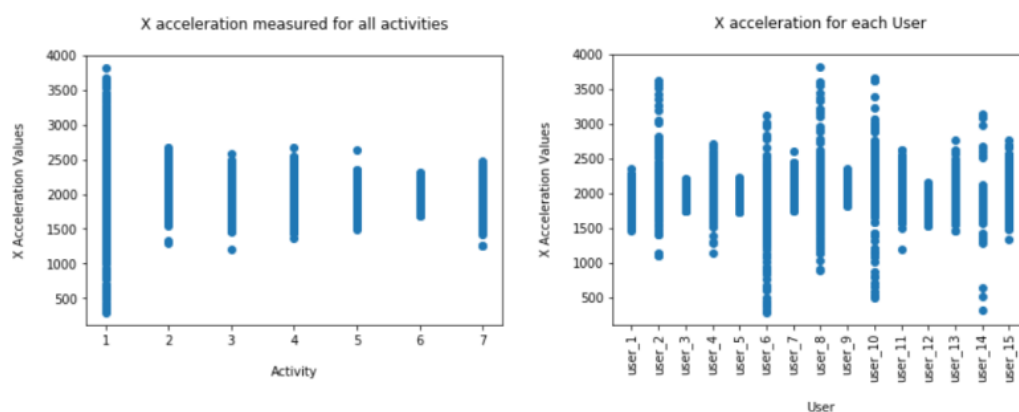 X acceleration measured for all activities
X Acceleration Values
4000
3500
3000
2500
2000
1500
1000
500
1 2 3 4 5 6 7
Activity
X acceleration for each User
X Acceleration Values
4000
3500
3000
2500
2000
1500
1000
500
user_1 user_2 user_3 user_4 user_5 user_6 user_7 user_8 user_9 user_10 user_11 user_12 user_13 user_14 user_15
User